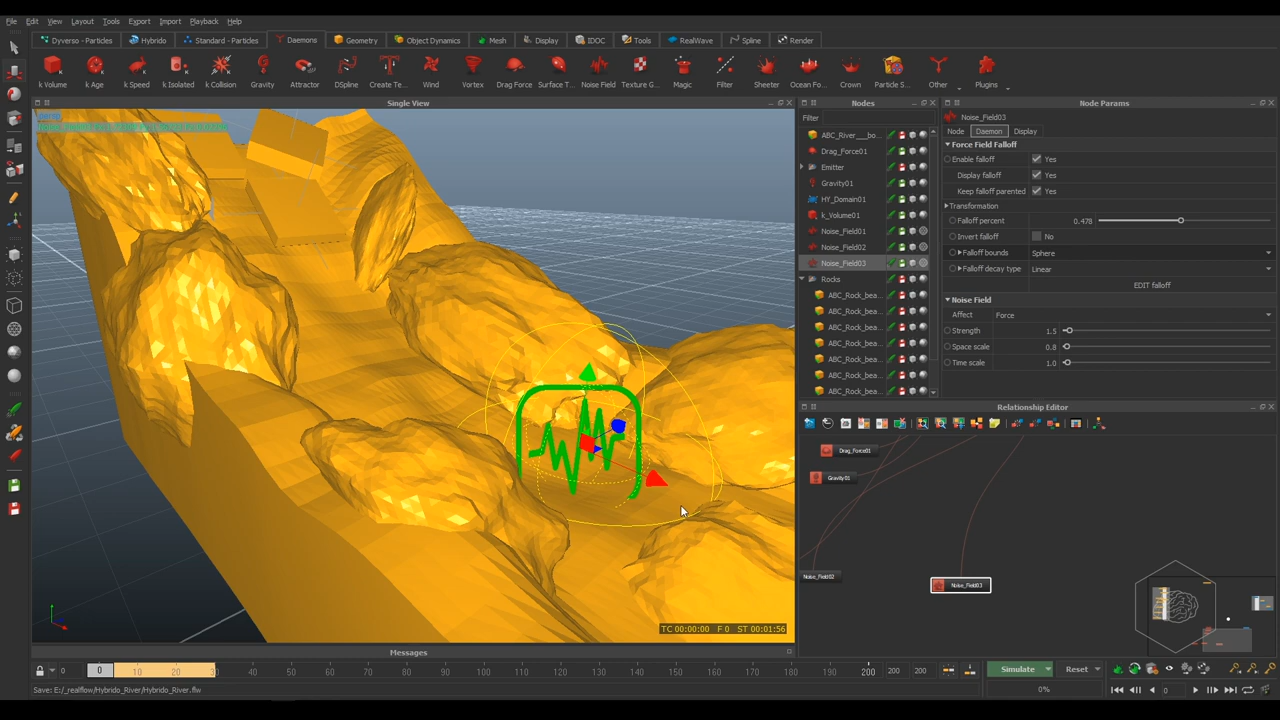 File Edit View Layout Tools Export Import Playback Help
Dyverso - Particles Hybrido Standard - Particles Daemons Geometry Object Dynamics Mesh Display IDOC Tools RealWave Spline Render
k Volume k Age k Speed k Isolated k Collision Gravity Attractor DSpline Create Te... Wind Vortex Drag Force Surface T... Noise Field Texture G... Magic Filter Sheeter Ocean Fo... Crown Particle S... Other Plugins
Single View
Nodes
Filter
ABC_River___bo...
Drag_Force01
Emitter
Gravity01
HY_Domain01
k_Volume01
Noise_Field01
Noise_Field02
Noise_Field03
Rocks
ABC_Rock_bea...
ABC_Rock_bea...
ABC_Rock_bea...
ABC_Rock_bea...
ABC_Rock_bea...
ABC_Rock_bea...
ABC_Rock_bea...
Node Params
Noise_Field03
Node Daemon Display
Force Field Falloff
Enable falloff Yes
Display falloff Yes
Keep falloff parented Yes
Transformation
Falloff percent 0.478
Invert falloff No
Falloff bounds Sphere
Falloff decay type Linear
EDIT falloff
Noise Field
Affect Force
Strength 1.5
Space scale 0.8
Time scale 1.0
Relationship Editor
Drag_Force01
Gravity01
Noise_Field02
Noise_Field03
TC 00:00:00 F 0 ST 00:01:56
Messages
0 0 10 20 30 40 50 60 70 80 90 100 110 120 130 140 150 160 170 180 190 200 200 200
Simulate Reset
Save: E:/_realflow/Hybrido_River/Hybrido_River.flw
0%
0